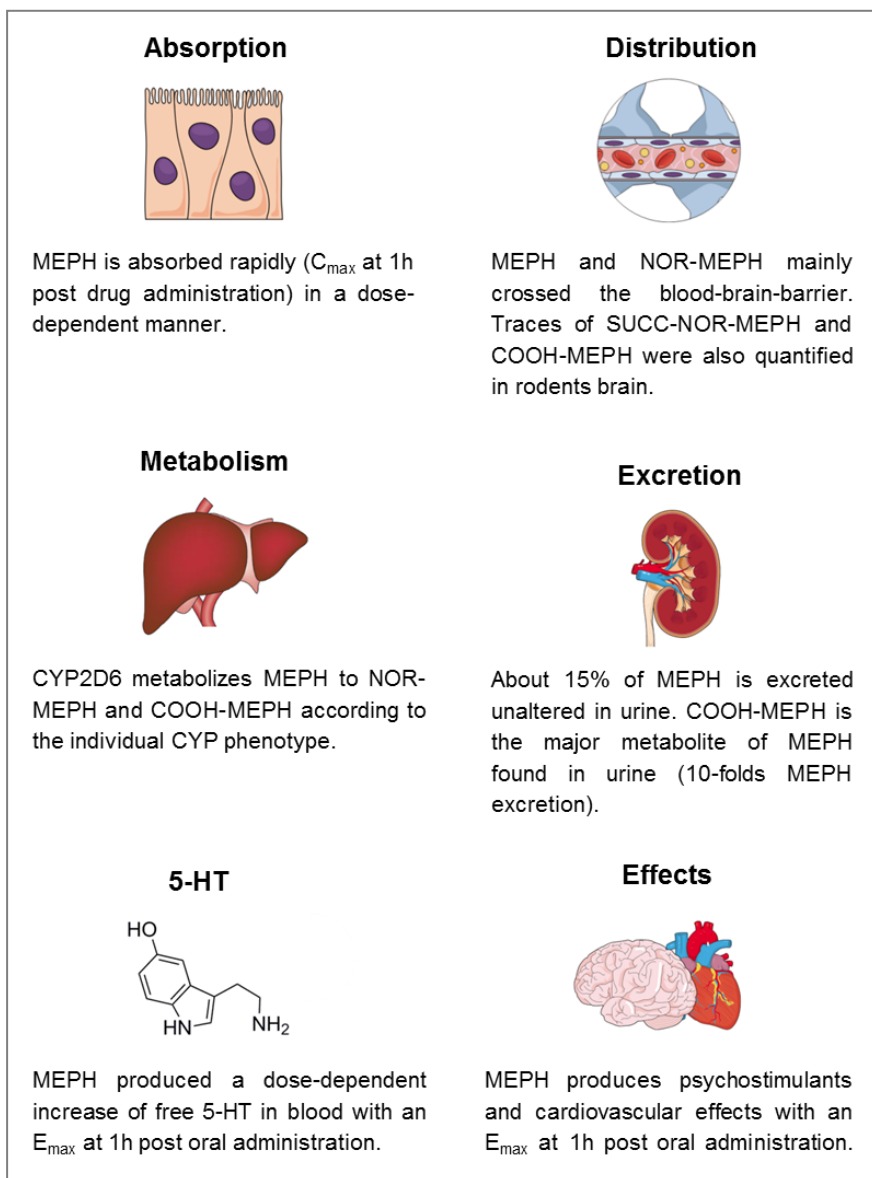 Absorption
MEPH is absorbed rapidly (Cmax at 1h
post drug administration) in a dose-
dependent manner.
Distribution
MEPH and NOR-MEPH mainly
crossed the blood-brain-barrier.
Traces of SUCC-NOR-MEPH and
COOH-MEPH were also quantified
in rodents brain.
Metabolism
CYP2D6 metabolizes MEPH to NOR-
MEPH and COOH-MEPH according to
the individual CYP phenotype.
Excretion
About 15% of MEPH is excreted
unaltered in urine. COOH-MEPH is
the major metabolite of MEPH
found in urine (10-folds MEPH
excretion).
5-HT
HO
HN
NH2
MEPH produced a dose-dependent
increase of free 5-HT in blood with an
Emax at 1h post oral administration.
Effects
MEPH produces psychostimulants
and cardiovascular effects with an
Emax at 1h post oral administration.